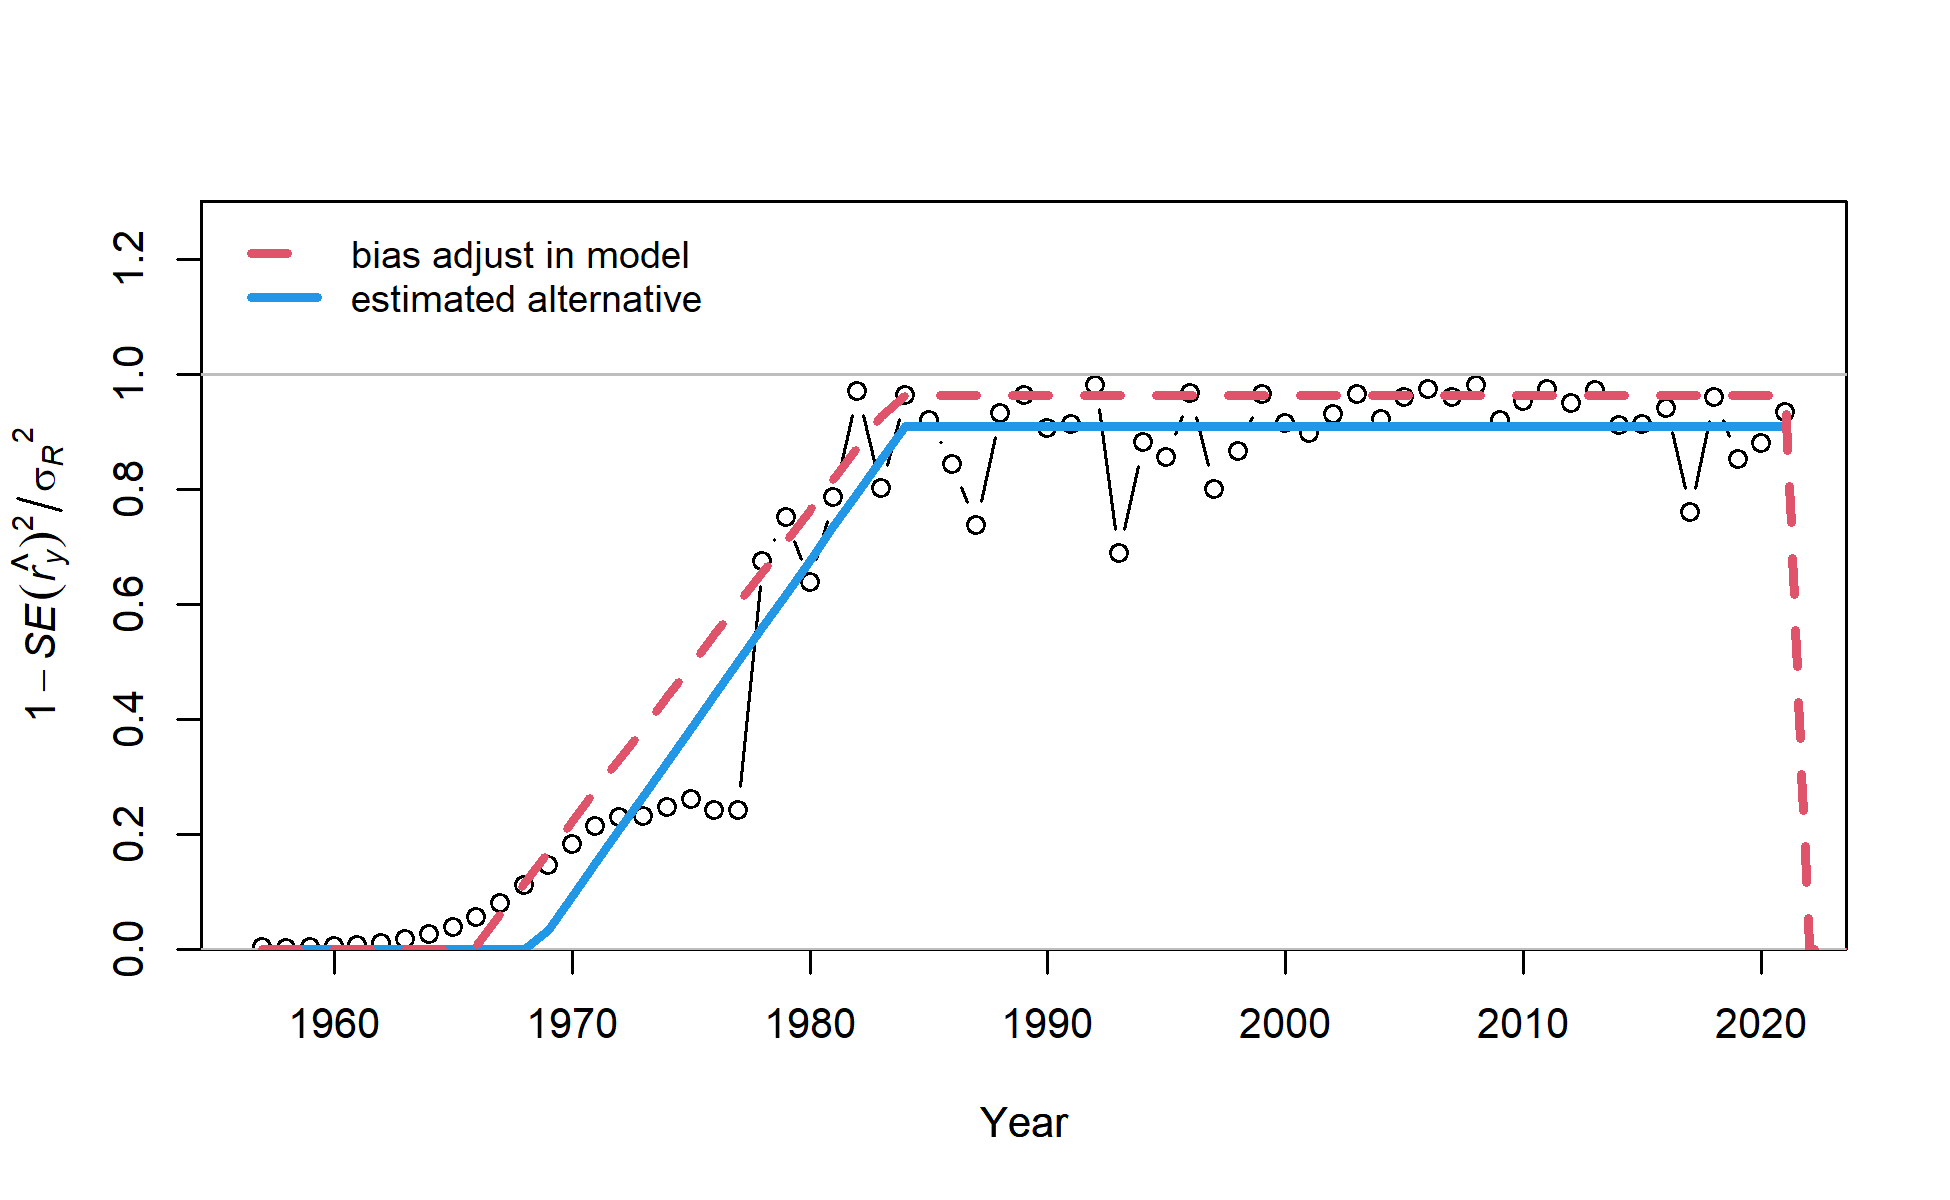 bias adjust in model
estimated alternative
1 − SE(r̂y)² / σR²
0.0 0.2 0.4 0.6 0.8 1.0 1.2
1960 1970 1980 1990 2000 2010 2020
Year